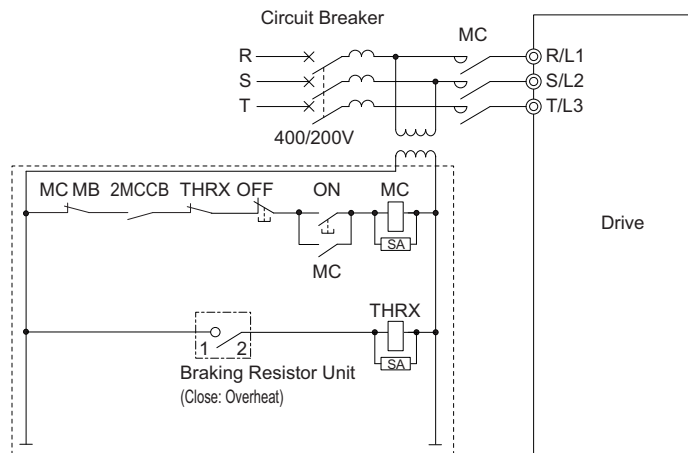 Circuit Breaker
MC
R
R/L1
S
S/L2
T
T/L3
400/200V
MC MB 2MCCB THRX OFF ON MC
SA
MC
Drive
THRX
1 2
SA
Braking Resistor Unit
(Close: Overheat)